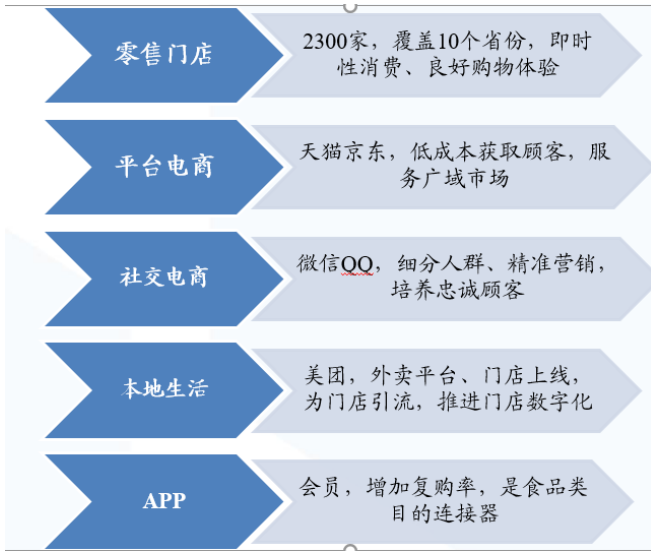 零售门店
2300家，覆盖10个省份，即时
性消费、良好购物体验
平台电商
天猫京东，低成本获取顾客，服
务广域市场
社交电商
微信QQ，细分人群、精准营销，
培养忠诚顾客
本地生活
美团，外卖平台、门店上线，
为门店引流，推进门店数字化
APP
会员，增加复购率，是食品类
目的连接器